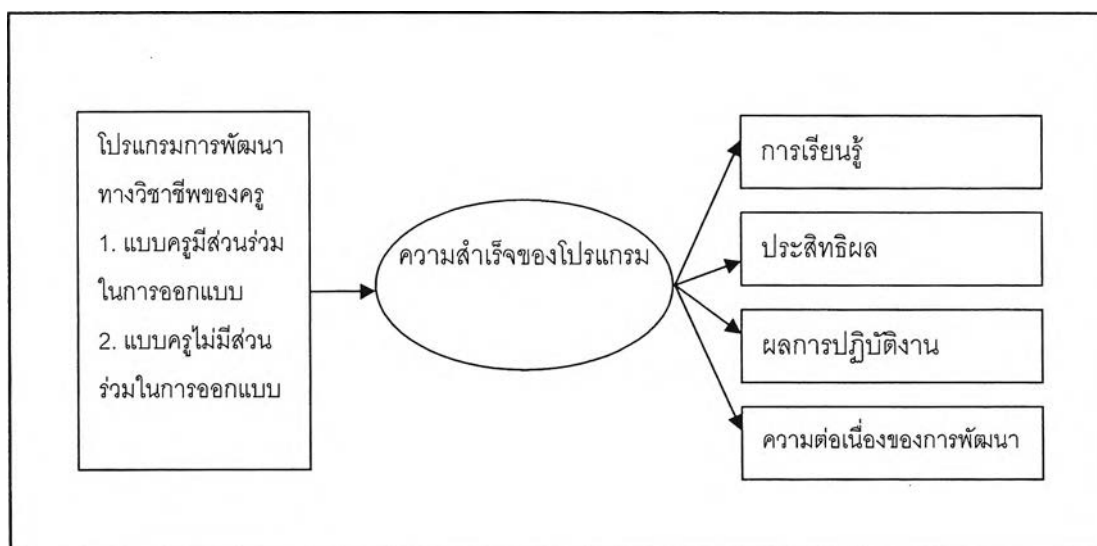 โปรแกรมการพัฒนา
ทางวิชาชีพของครู
1. แบบครูมีส่วนร่วม
ในการออกแบบ
2. แบบครูไม่มีส่วน
ร่วมในการออกแบบ
ความสำเร็จของโปรแกรม
การเรียนรู้
ประสิทธิผล
ผลการปฏิบัติงาน
ความต่อเนื่องของการพัฒนา